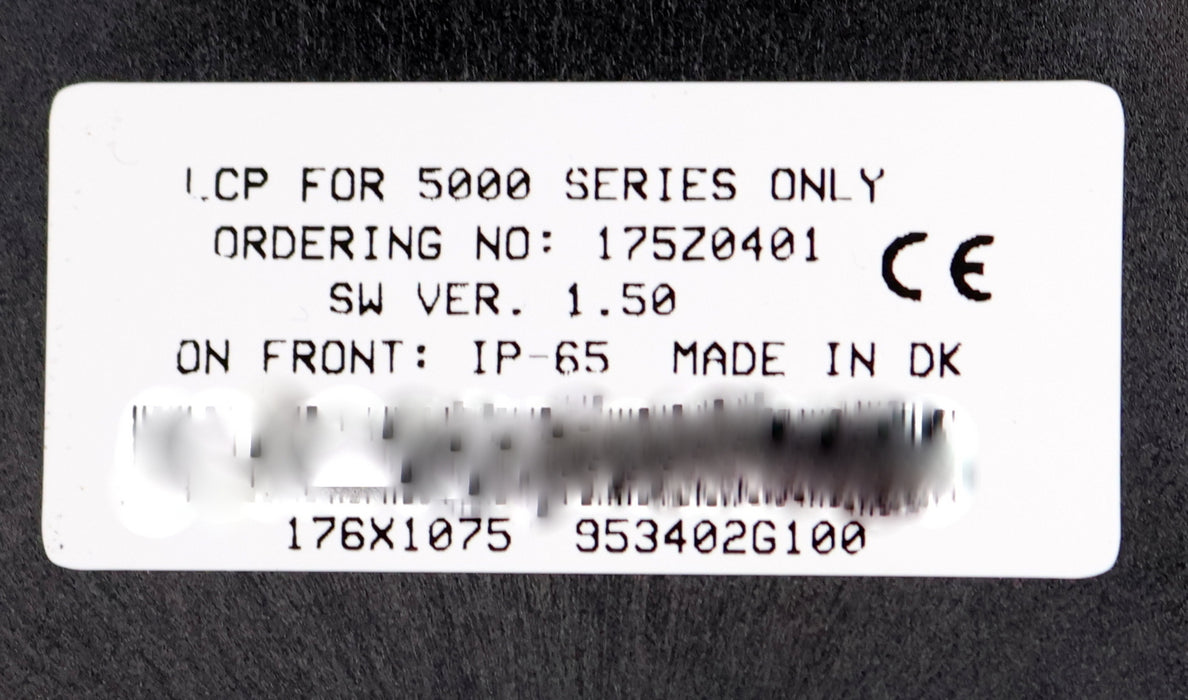 LCP FOR 5000 SERIES ONLY
ORDERING NO: 175Z0401
CE
SW VER. 1.50
ON FRONT: IP-65 MADE IN DK
176X1075 953402G100